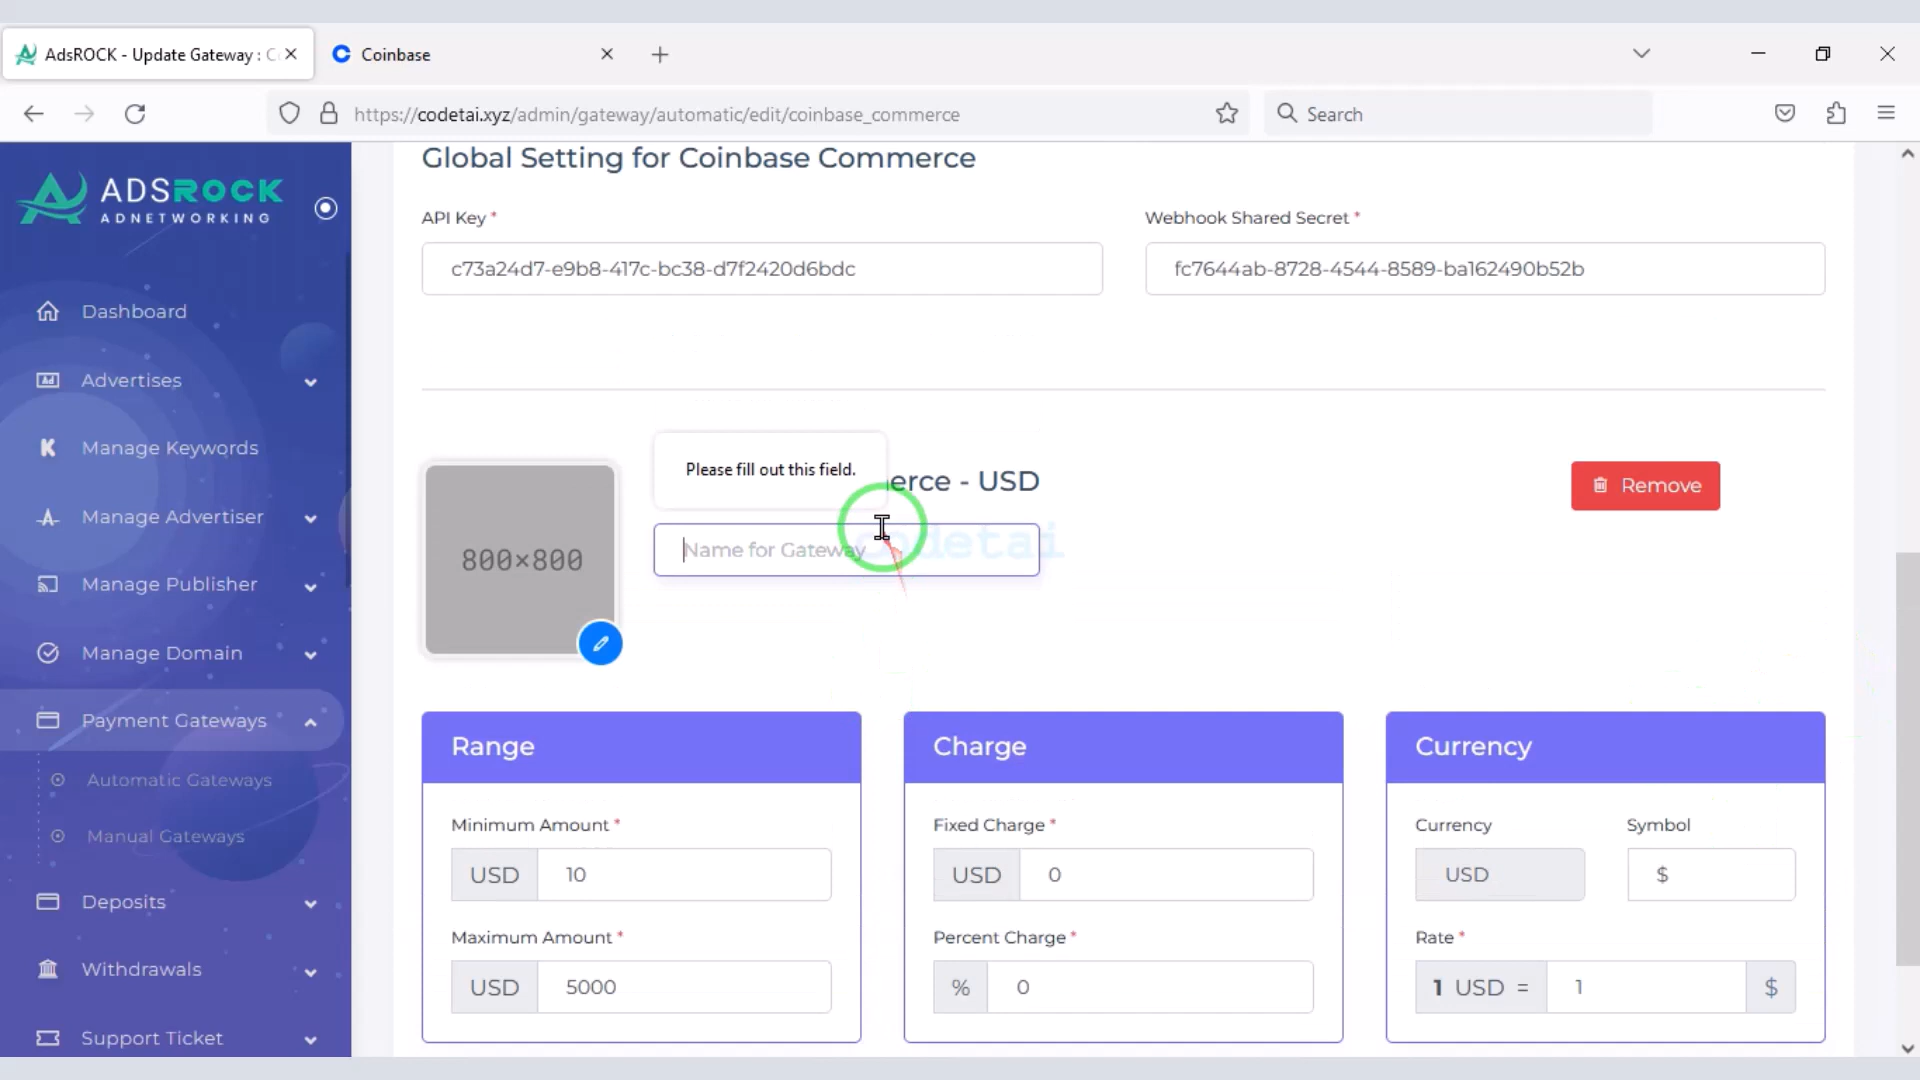 AdsROCK - Update Gateway : C
Coinbase
https://codetai.xyz/admin/gateway/automatic/edit/coinbase_commerce
Search
ADSROCK
ADNETWORKING
Dashboard
Advertises
Manage Keywords
Manage Advertiser
Manage Publisher
Manage Domain
Payment Gateways
Automatic Gateways
Manual Gateways
Deposits
Withdrawals
Support Ticket
Global Setting for Coinbase Commerce
API Key *
c73a24d7-e9b8-417c-bc38-d7f2420d6bdc
Webhook Shared Secret *
fc7644ab-8728-4544-8589-ba162490b52b
Please fill out this field.
erce - USD
Remove
800×800
Name for Gateway
codetai
Range
Minimum Amount *
USD 10
Maximum Amount *
USD 5000
Charge
Fixed Charge *
USD 0
Percent Charge *
% 0
Currency
Currency Symbol
USD $
Rate *
1 USD = 1 $